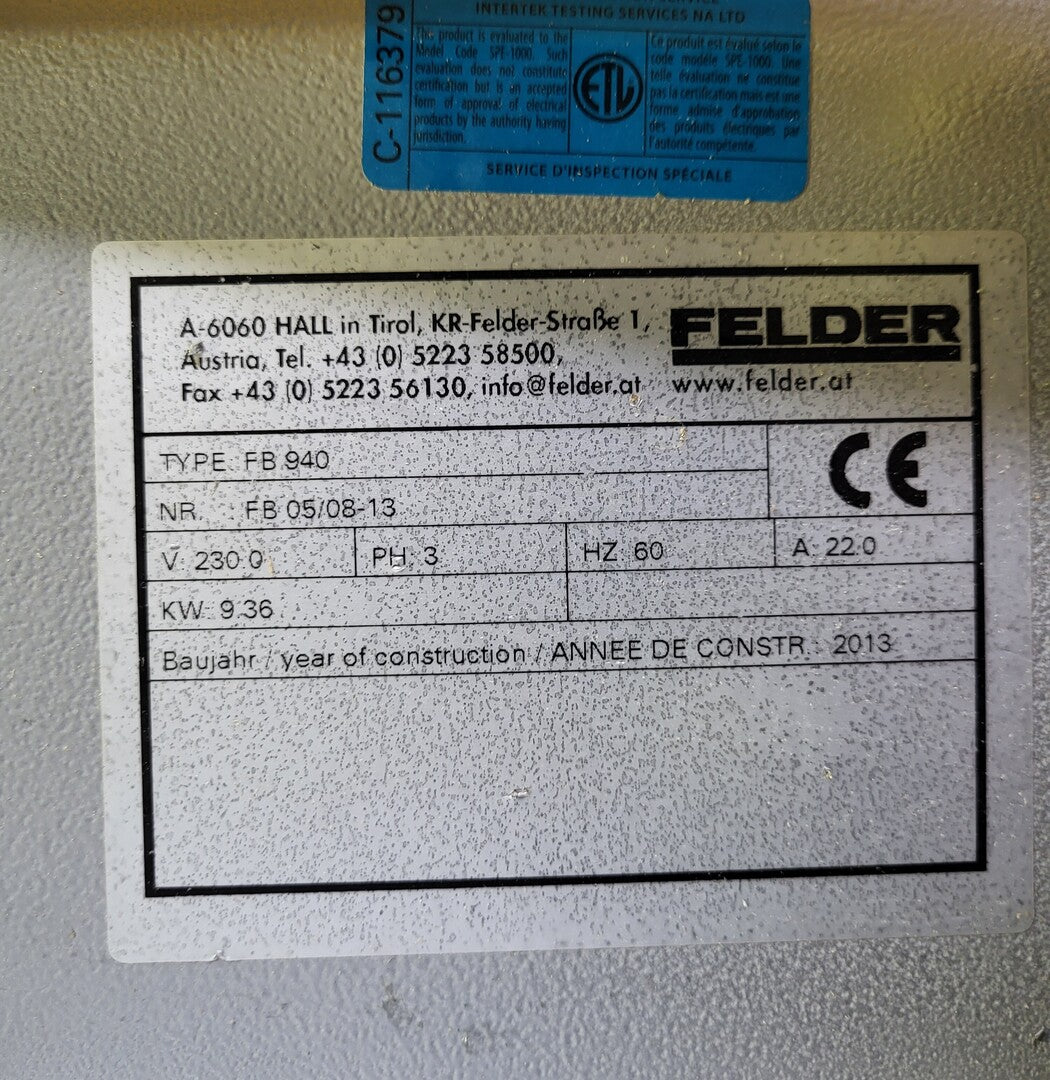 INTERTEK TESTING SERVICES NA LTD
C-116379
This product is evaluated to the
Model Code SPE-1000. Such
evaluation does not constitute
certification but is an accepted
form of approval of electrical
products by the authority having
jurisdiction.
ETL
Ce produit est évalué selon le
code modèle SPE-1000. Une
telle évaluation ne constitue
pas la certification mais est une
forme admise d'approbation
des produits électriques par
l'autorité compétente.
SERVICE D'INSPECTION SPÉCIALE
A-6060 HALL in Tirol, KR-Felder-Straße 1,
Austria, Tel. +43 (0) 5223 58500,
Fax +43 (0) 5223 56130, info@felder.at
FELDER
www.felder.at
TYPE: FB 940
CE
NR. : FB 05/08-13
V: 230.0 PH: 3 HZ: 60 A: 22.0
KW: 9.36
Baujahr / year of construction / ANNEE DE CONSTR.: 2013